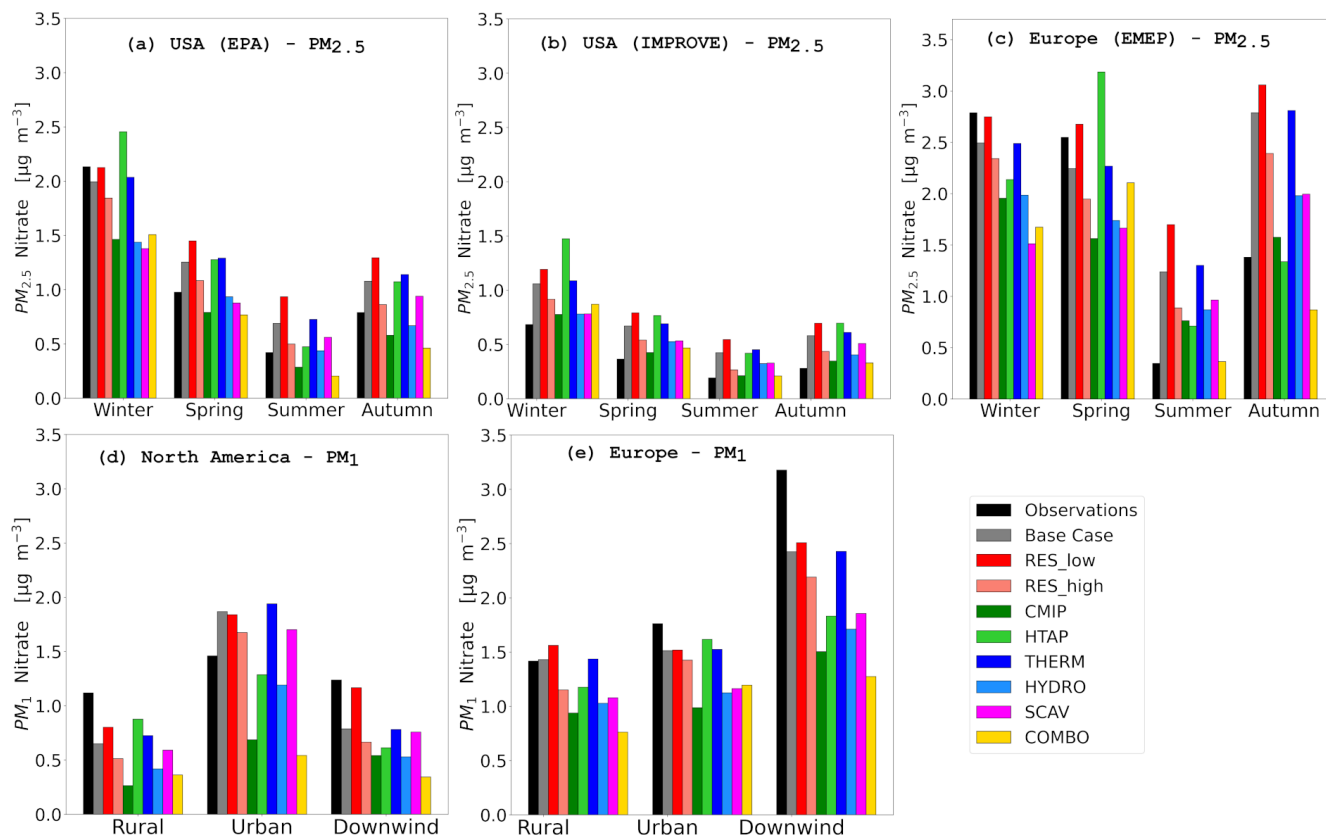 (a) USA (EPA) - PM2.5
PM2.5 Nitrate [µg m−3]
3.5
3.0
2.5
2.0
1.5
1.0
0.5
0.0
Winter Spring Summer Autumn
(b) USA (IMPROVE) - PM2.5
PM2.5 Nitrate [µg m−3]
3.5
3.0
2.5
2.0
1.5
1.0
0.5
0.0
Winter Spring Summer Autumn
(c) Europe (EMEP) - PM2.5
PM2.5 Nitrate [µg m−3]
3.5
3.0
2.5
2.0
1.5
1.0
0.5
0.0
Winter Spring Summer Autumn
(d) North America - PM1
PM1 Nitrate [µg m−3]
3.5
3.0
2.5
2.0
1.5
1.0
0.5
0.0
Rural Urban Downwind
(e) Europe - PM1
PM1 Nitrate [µg m−3]
3.5
3.0
2.5
2.0
1.5
1.0
0.5
0.0
Rural Urban Downwind
Observations
Base Case
RES_low
RES_high
CMIP
HTAP
THERM
HYDRO
SCAV
COMBO